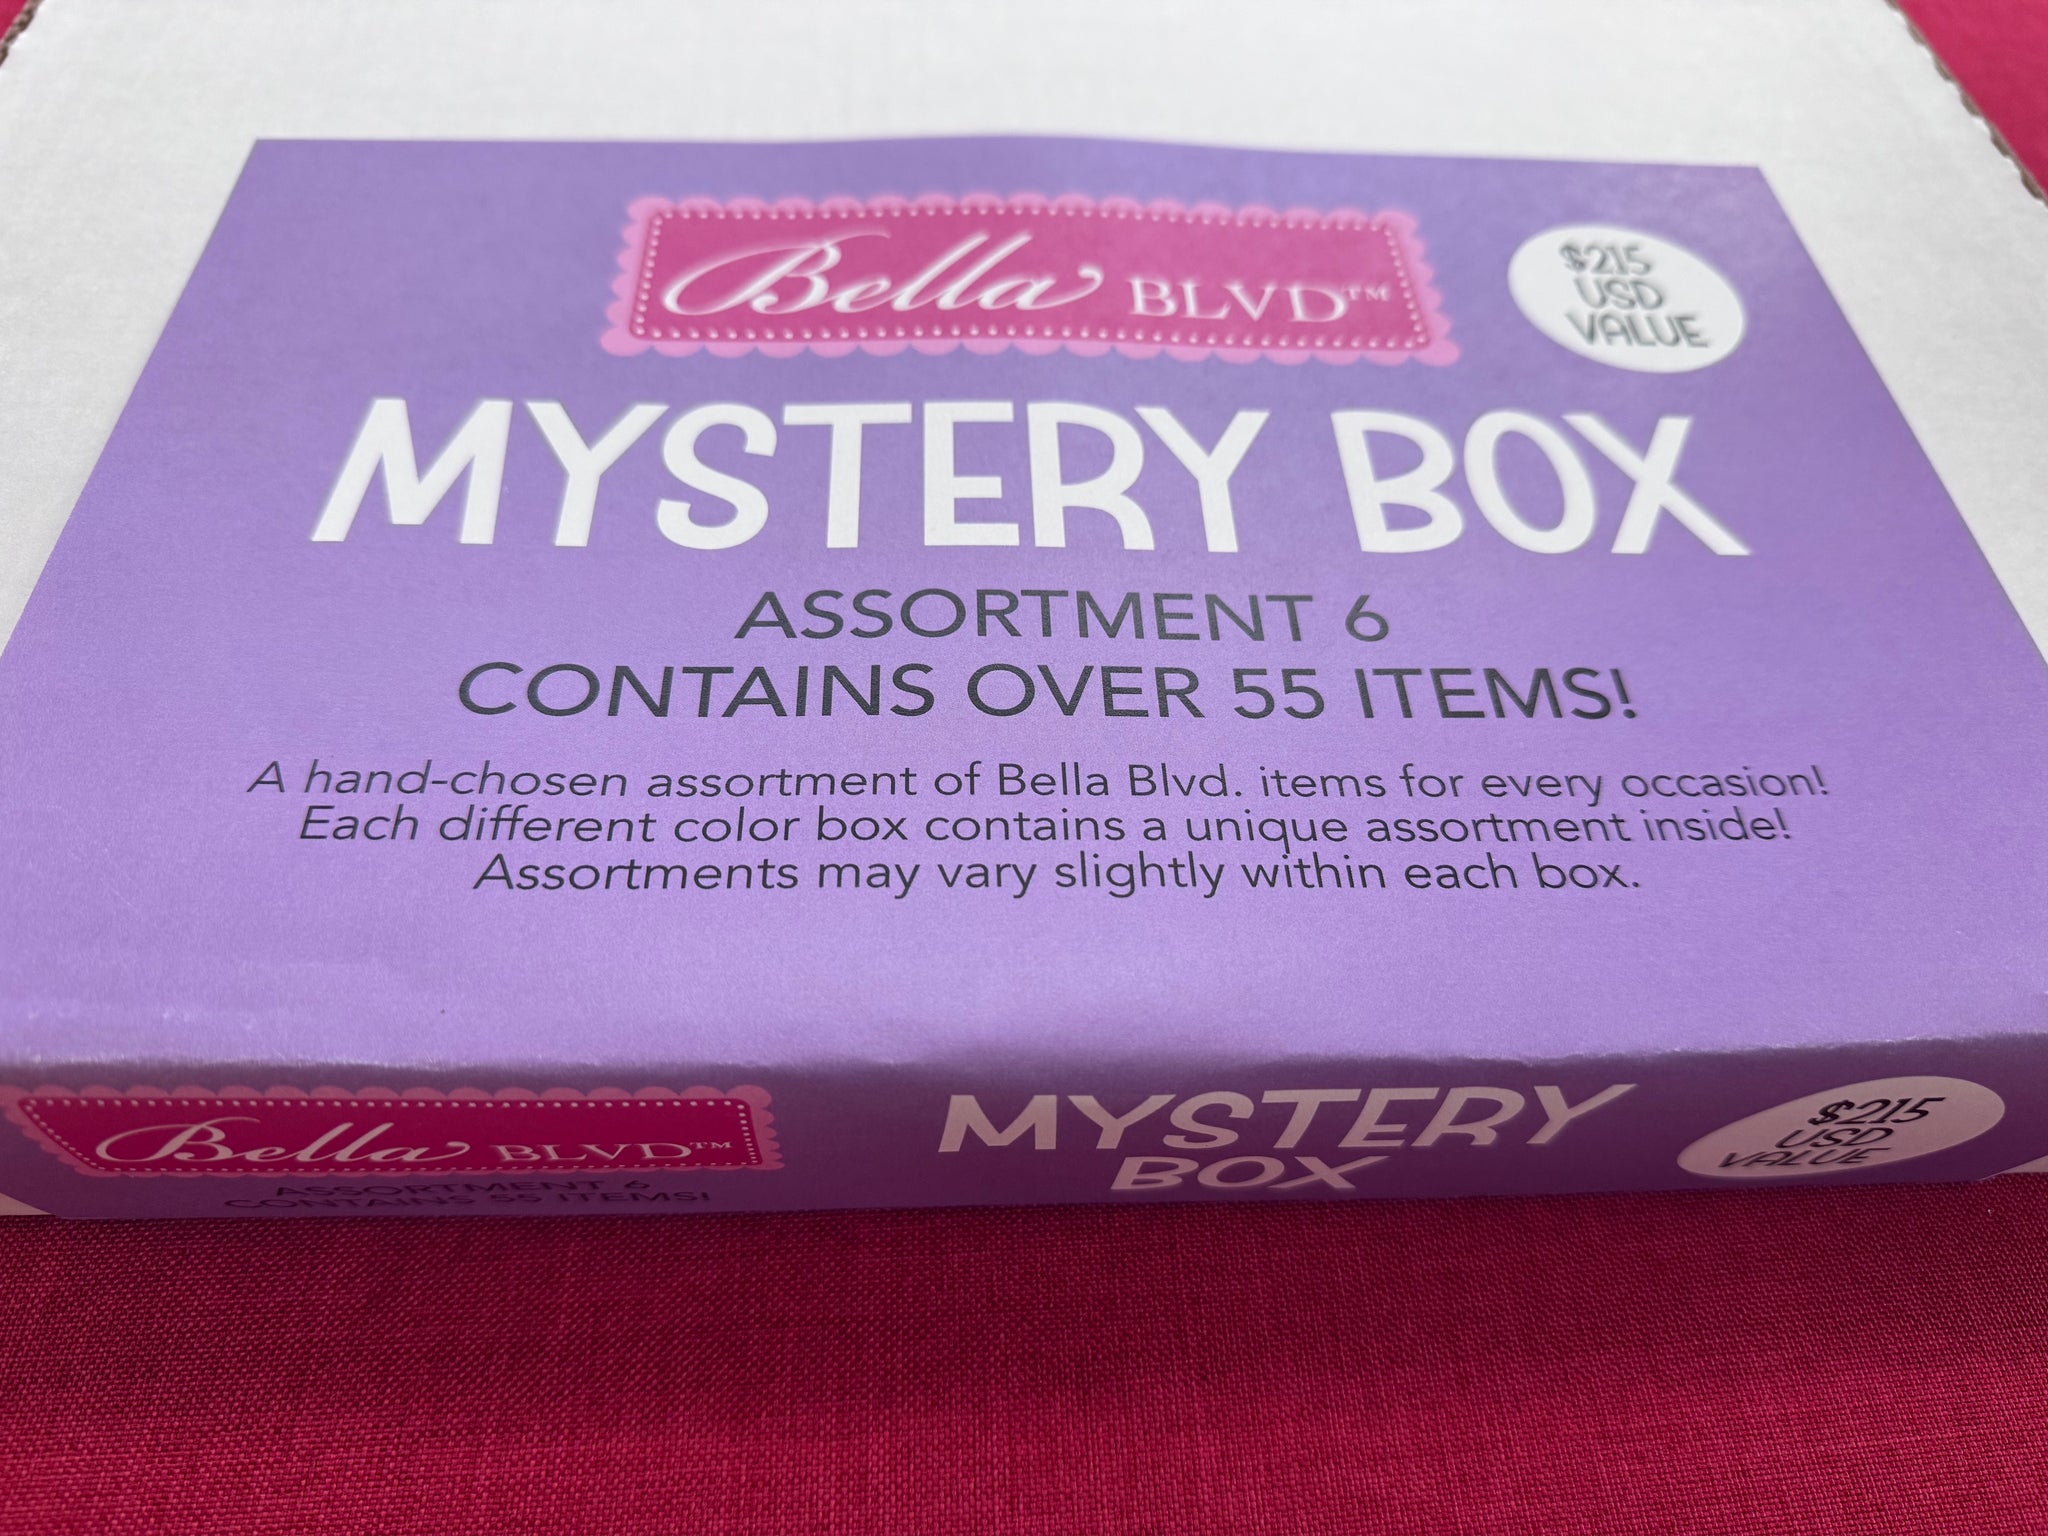 Bella BLVD™
$215
USD
VALUE
MYSTERY BOX
ASSORTMENT 6
CONTAINS OVER 55 ITEMS!
A hand-chosen assortment of Bella Blvd. items for every occasion!
Each different color box contains a unique assortment inside!
Assortments may vary slightly within each box.
Bella BLVD™
ASSORTMENT 6
CONTAINS 55 ITEMS!
MYSTERY
BOX
$215
USD
VALUE